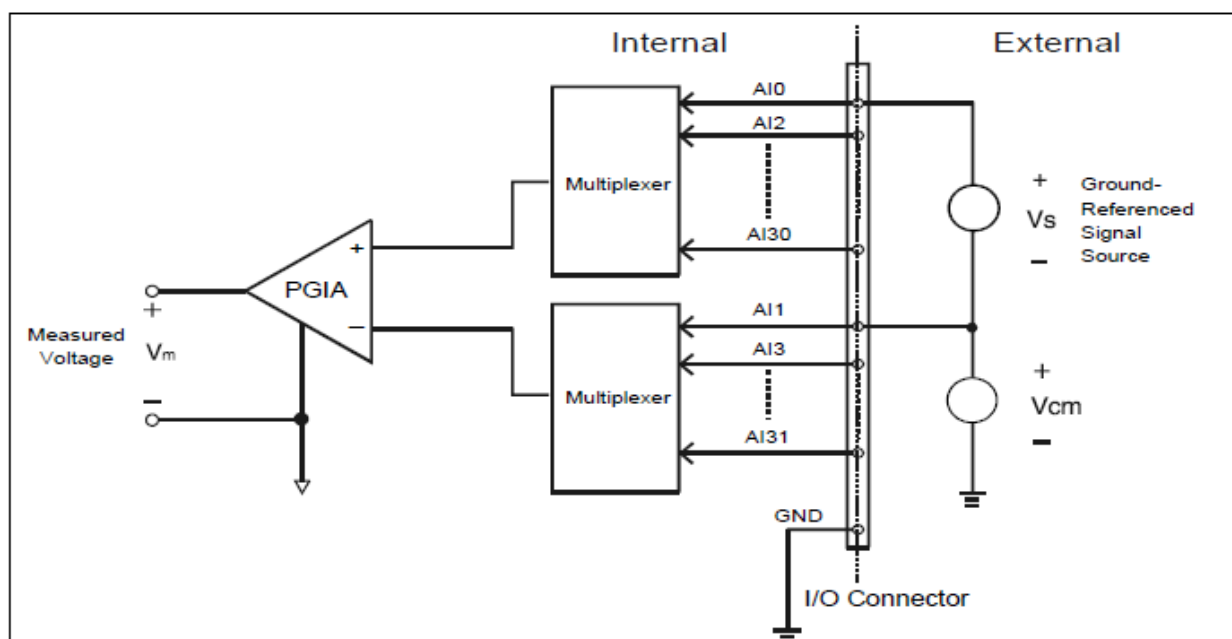 Internal
External
AI0
AI2
Multiplexer
AI30
+
PGIA
−
+
Measured
Voltage
Vm
−
AI1
AI3
Multiplexer
AI31
GND
I/O Connector
+
Vs
−
Ground-
Referenced
Signal
Source
+
Vcm
−